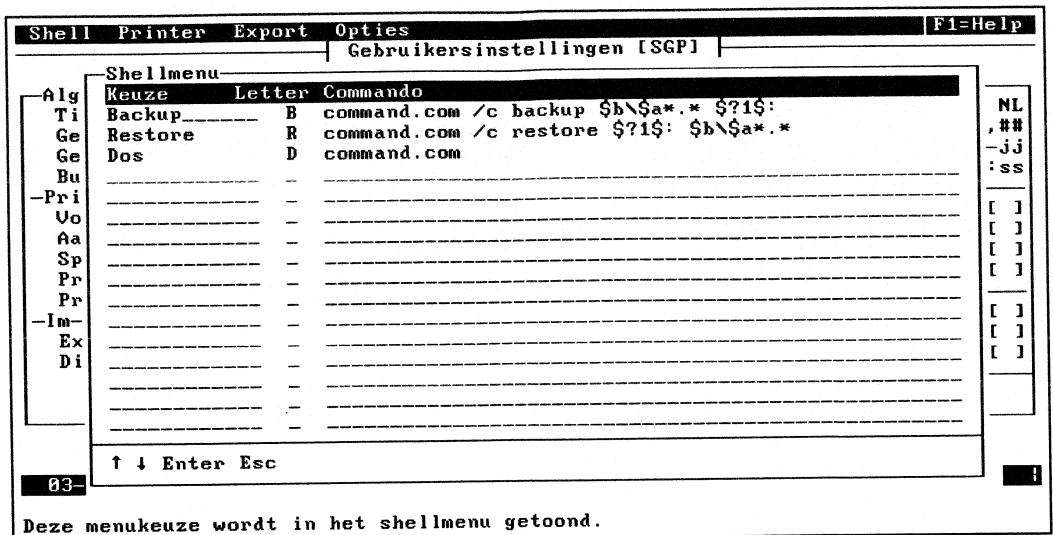 Shell Printer Export Opties F1=Help
Gebruikersinstellingen [SGP]
Shellmenu
Alg Keuze Letter Commando
Ti Backup______ B command.com /c backup $b\$a*.* $?1$: NL
Ge Restore R command.com /c restore $?1$: $b\$a*.* ,##
Ge Dos D command.com -jj
Bu :ss
-Pri
Vo [ ]
Aa [ ]
Sp [ ]
Pr [ ]
Pr
-Im-
Ex [ ]
Di [ ]
[ ]
↑ ↓ Enter Esc
03-
Deze menukeuze wordt in het shellmenu getoond.